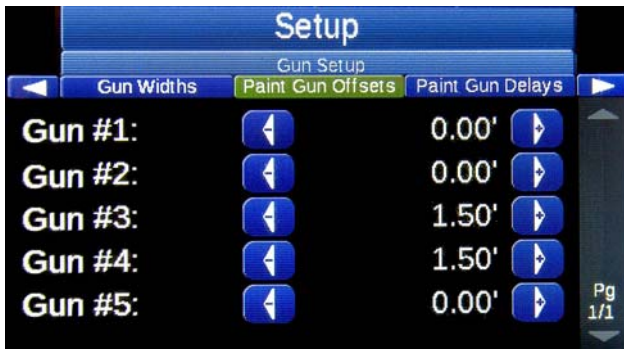 Setup
Gun Setup
Gun Widths Paint Gun Offsets Paint Gun Delays
Gun #1: - 0.00' +
Gun #2: - 0.00' +
Gun #3: - 1.50' +
Gun #4: - 1.50' +
Gun #5: - 0.00' +
Pg
1/1